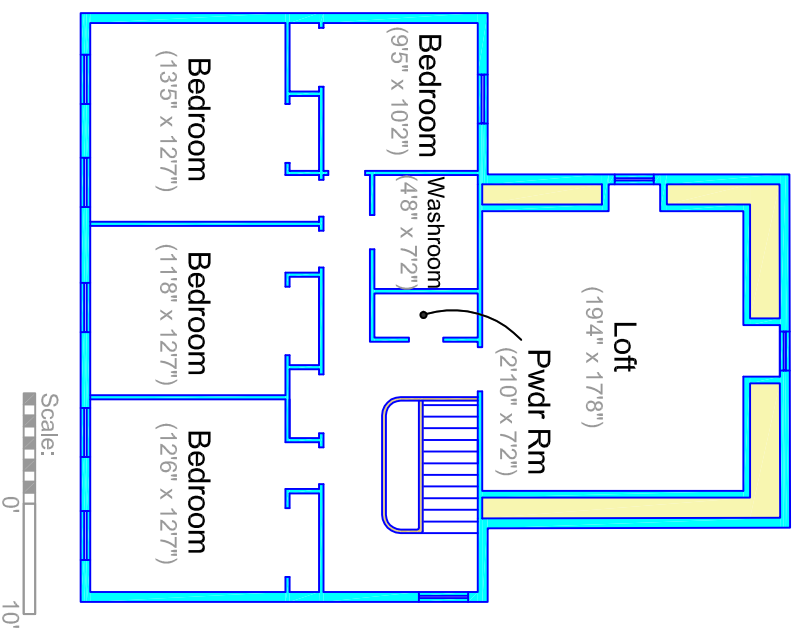 Bedroom
(9'5" x 10'2")
Bedroom
(13'5" x 12'7")
Washroom
(4'8" x 7'2")
Loft
(19'4" x 17'8")
Pwdr Rm
(2'10" x 7'2")
Bedroom
(11'8" x 12'7")
Bedroom
(12'6" x 12'7")
Scale:
0'
10'